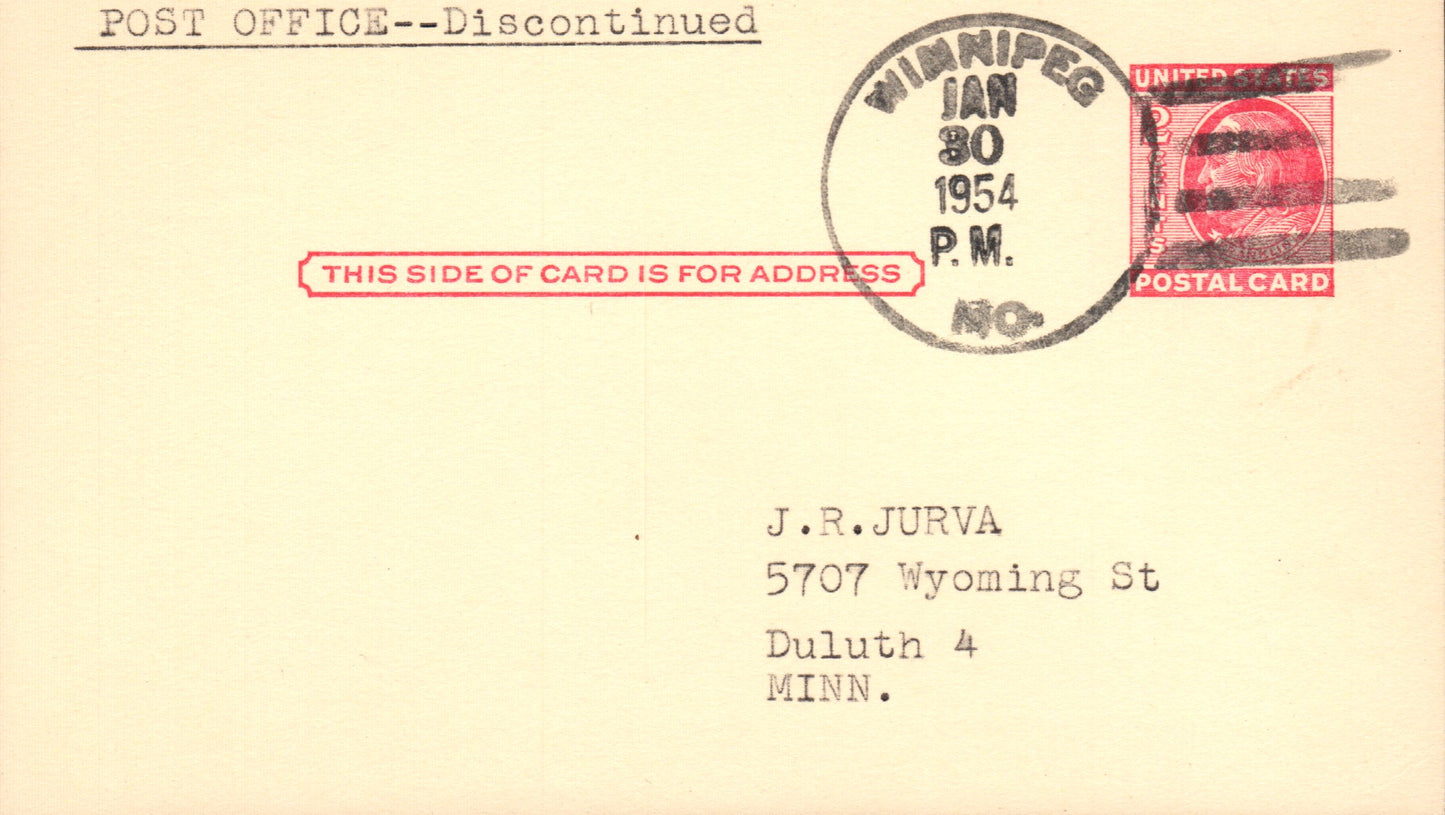 POST OFFICE--Discontinued
WINNIPEG
JAN
30
1954
P.M.
MO.
UNITED STATES
2 CENTS
POSTAL CARD
THIS SIDE OF CARD IS FOR ADDRESS
J.R.JURVA
5707 Wyoming St
Duluth 4
MINN.